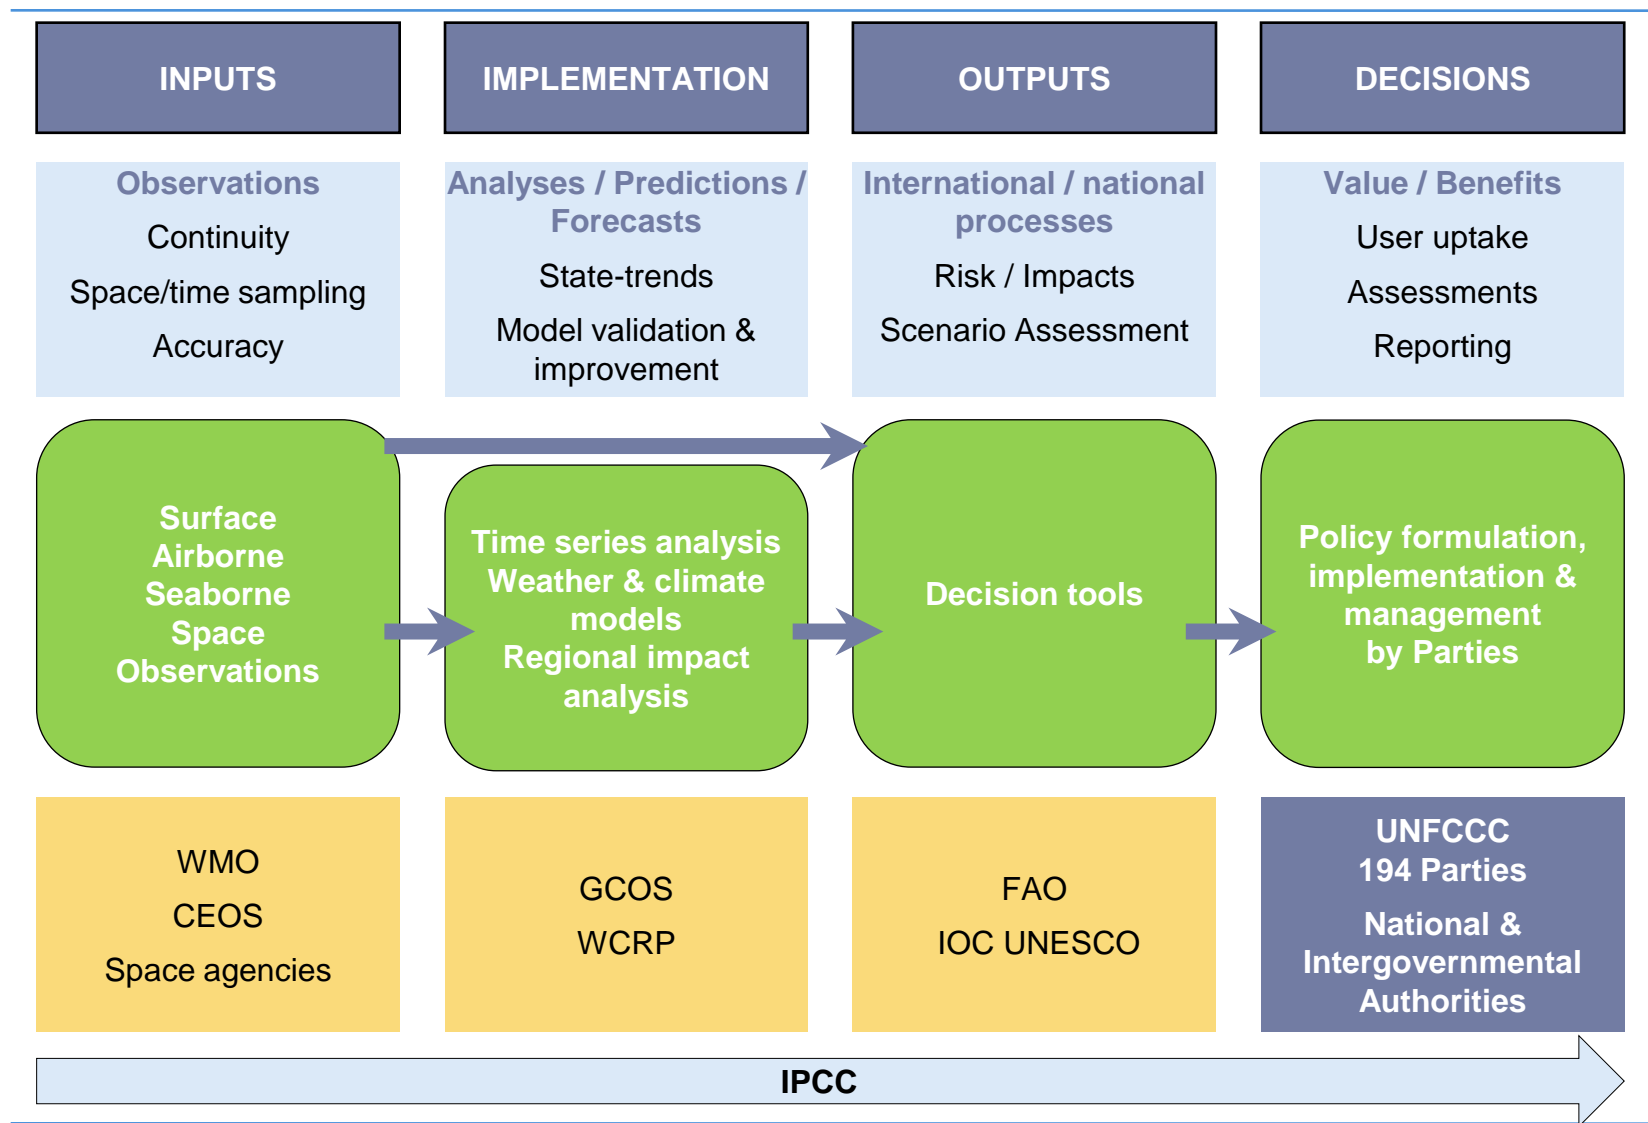 INPUTS
IMPLEMENTATION
OUTPUTS
DECISIONS
Observations
Continuity
Space/time sampling
Accuracy
Analyses / Predictions /
Forecasts
State-trends
Model validation &
improvement
International / national
processes
Risk / Impacts
Scenario Assessment
Value / Benefits
User uptake
Assessments
Reporting
Surface
Airborne
Seaborne
Space
Observations
Time series analysis
Weather & climate
models
Regional impact
analysis
Decision tools
Policy formulation,
implementation &
management
by Parties
WMO
CEOS
Space agencies
GCOS
WCRP
FAO
IOC UNESCO
UNFCCC
194 Parties
National &
Intergovernmental
Authorities
IPCC